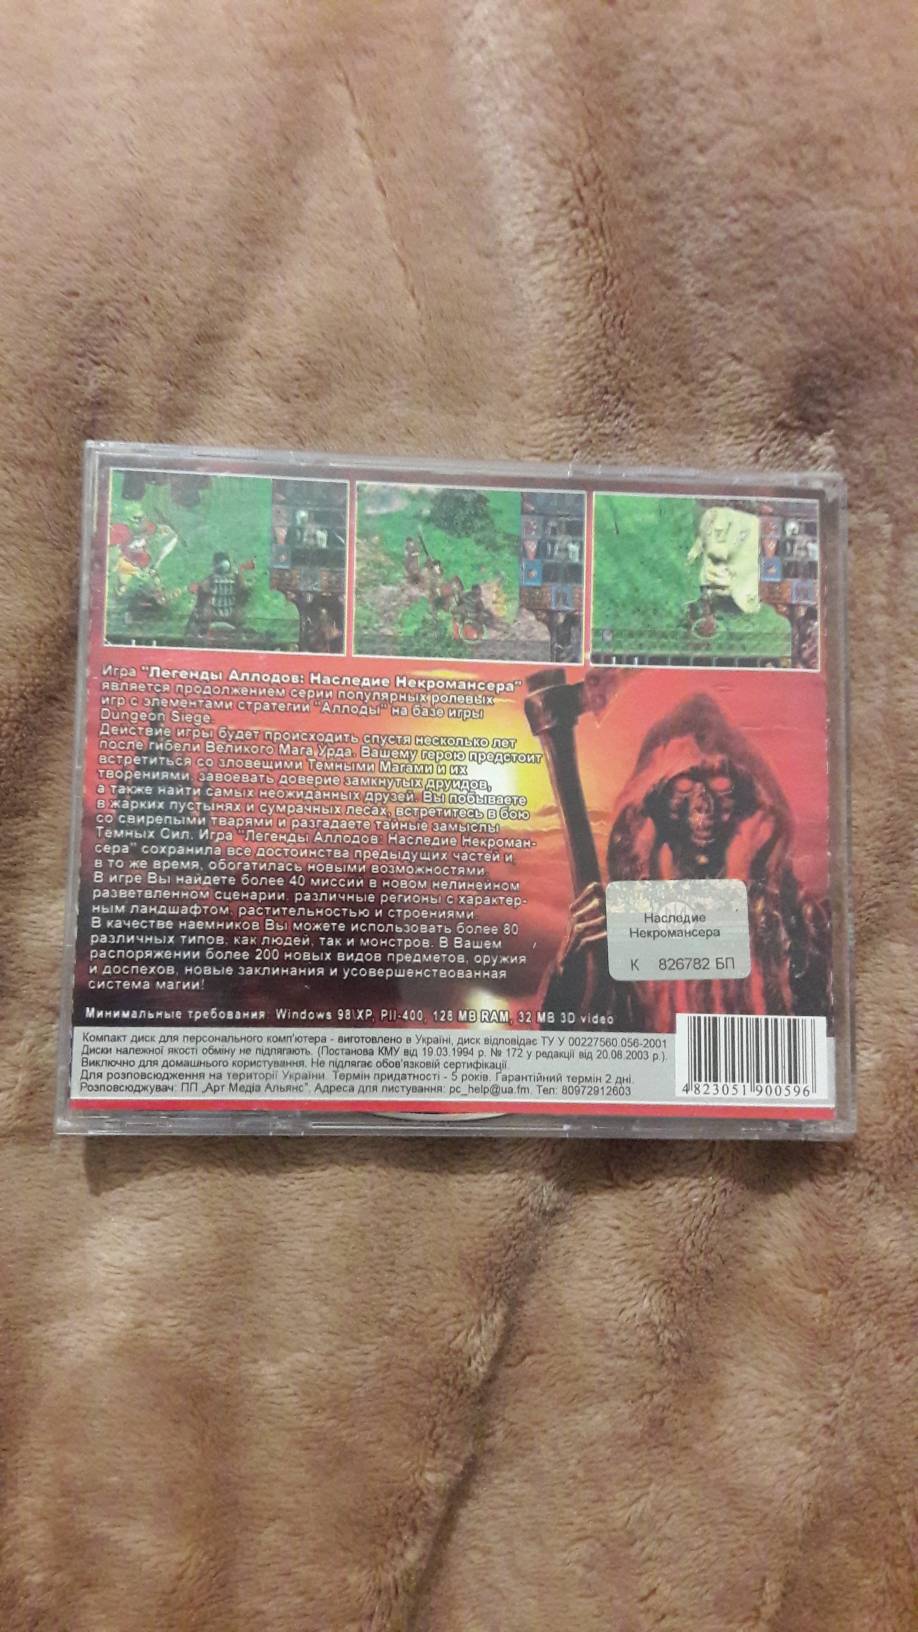 Игра "Легенды Аллодов: Наследие Некромансера"
является продолжением серии популярных ролевых
игр с элементами стратегии "Аллоды" на базе игры
Dungeon Siege.
Действие игры будет происходить спустя несколько лет
после гибели Великого Мага Урда. Вашему герою предстоит
встретиться со зловещими Темными Магами и их
творениями, завоевать доверие замкнутых друидов,
а также найти самых неожиданных друзей. Вы побываете
в жарких пустынях и сумрачных лесах, встретитесь в бою
со свирепыми тварями и разгадаете тайные замыслы
Темных Сил. Игра "Легенды Аллодов: Наследие Некроман-
сера" сохранила все достоинства предыдущих частей и,
в то же время, обогатилась новыми возможностями.
В игре Вы найдете более 40 миссий в новом нелинейном
разветвленном сценарии, различные регионы с характер-
ным ландшафтом, растительностью и строениями.
В качестве наемников Вы можете использовать более 80
различных типов, как людей, так и монстров. В Вашем
распоряжении более 200 новых видов предметов, оружия
и доспехов, новые заклинания и усовершенствованная
система магии!
Наследие
Некромансера
К 826782 БП
Минимальные требования: Windows 98\XP, PII-400, 128 MB RAM, 32 MB 3D video
Компакт диск для персонального комп'ютера - виготовлено в Україні, диск відповідає ТУ У 00227560.056-2001
Диски належної якості обміну не підлягають. (Постанова КМУ від 19.03.1994 р. № 172 у редакції від 20.08.2003 р.).
Виключно для домашнього користування. Не підлягає обов'язковій сертифікації.
Для розповсюдження на території України. Термін придатності - 5 років. Гарантійний термін 2 дні.
Розповсюджувач: ПП „Арт Медіа Альянс". Адреса для листування: pc_help@ua.fm. Тел: 80972912603
4 823051 900596